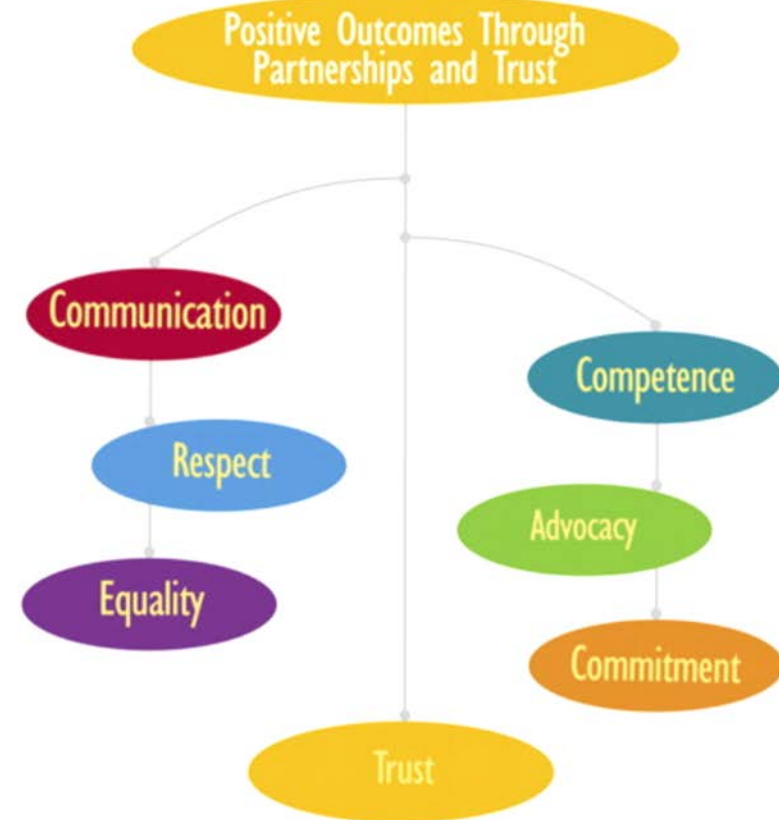 Positive Outcomes Through
Partnerships and Trust
Communication
Respect
Equality
Competence
Advocacy
Commitment
Trust